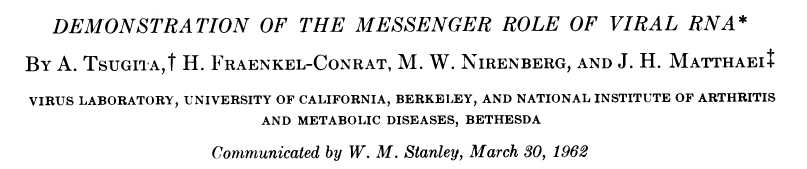 DEMONSTRATION OF THE MESSENGER ROLE OF VIRAL RNA*
BY A. TSUGITA,† H. FRAENKEL-CONRAT, M. W. NIRENBERG, AND J. H. MATTHAEI‡
VIRUS LABORATORY, UNIVERSITY OF CALIFORNIA, BERKELEY, AND NATIONAL INSTITUTE OF ARTHRITIS
AND METABOLIC DISEASES, BETHESDA
Communicated by W. M. Stanley, March 30, 1962